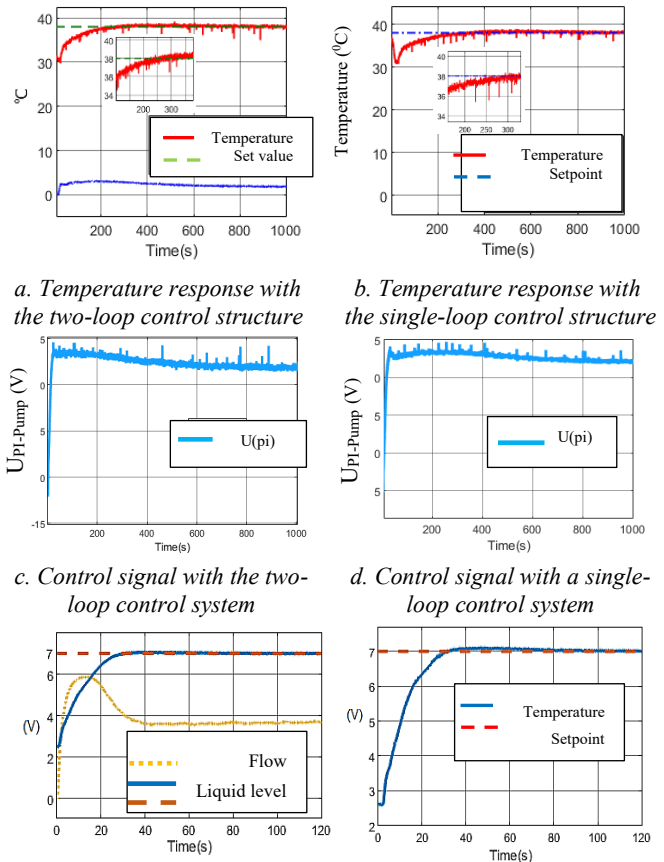 40
30
20
10
0
℃
40
38
36
34
200
300
Temperature
Set value
200
400
600
800
1000
Time(s)
40
30
20
10
0
Temperature (⁰C)
40
38
36
34
200
250
300
Temperature
Setpoint
200
400
600
800
1000
Time(s)
a. Temperature response with
the two-loop control structure
b. Temperature response with
the single-loop control structure
U PI-Pump (V)
0
5
0
-15
U(pi)
200
400
600
800
1000
Time(s)
U PI-Pump (V)
5
0
5
0
5
U(pi)
200
400
600
800
1000
Time(s)
c. Control signal with the two-
loop control system
d. Control signal with a single-
loop control system
7
6
4
2
0
(V)
Flow
Liquid level
0
20
40
60
80
100
120
Time(s)
7
6
5
4
3
2
(V)
Temperature
Setpoint
0
20
40
60
80
100
120
Time(s)